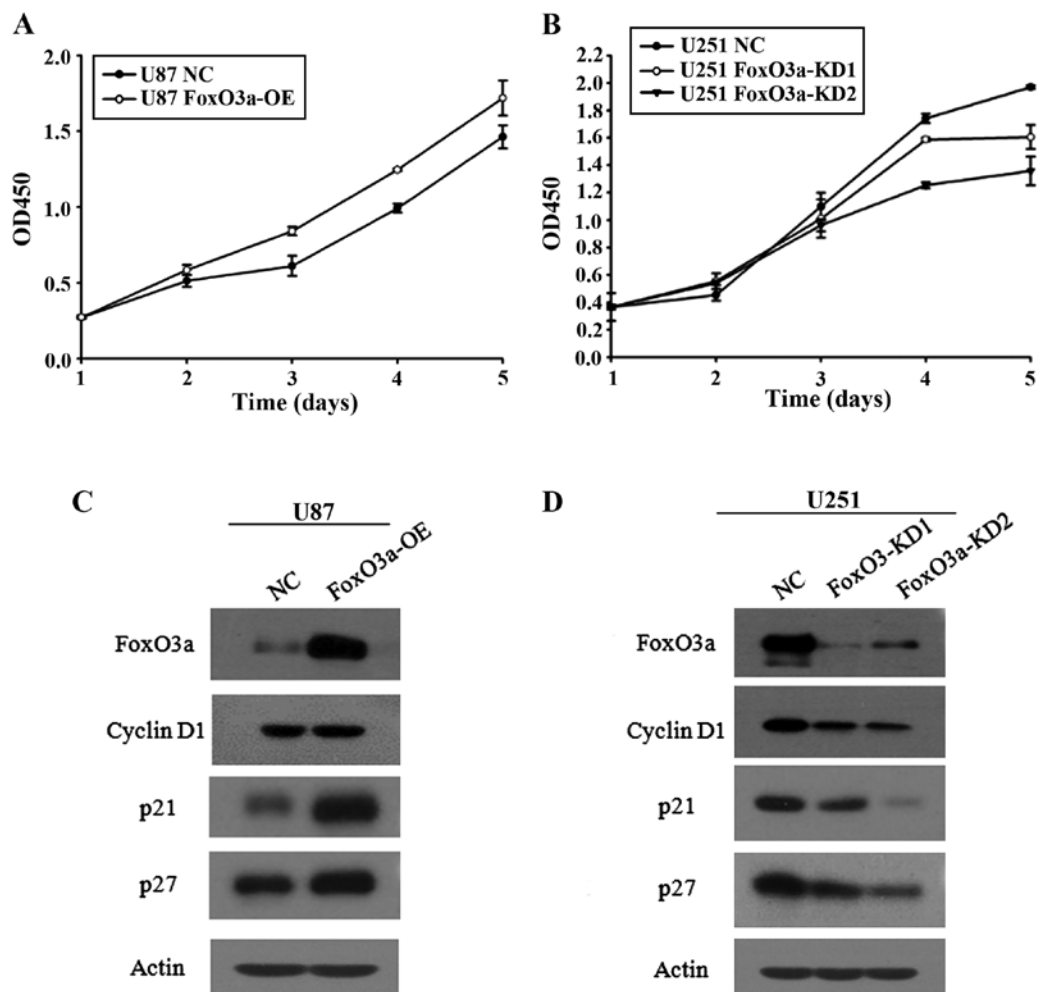 A
U87 NC
U87 FoxO3a-OE
2.0
1.5
1.0
0.5
0.0
OD450
1
2
3
4
5
Time (days)
B
U251 NC
U251 FoxO3a-KD1
U251 FoxO3a-KD2
2.2
2.0
1.8
1.6
1.4
1.2
1.0
0.8
0.6
0.4
0.2
0.0
OD450
1
2
3
4
5
Time (days)
C
U87
NC
FoxO3a-OE
FoxO3a
Cyclin D1
p21
p27
Actin
D
U251
NC
FoxO3-KD1
FoxO3a-KD2
FoxO3a
Cyclin D1
p21
p27
Actin